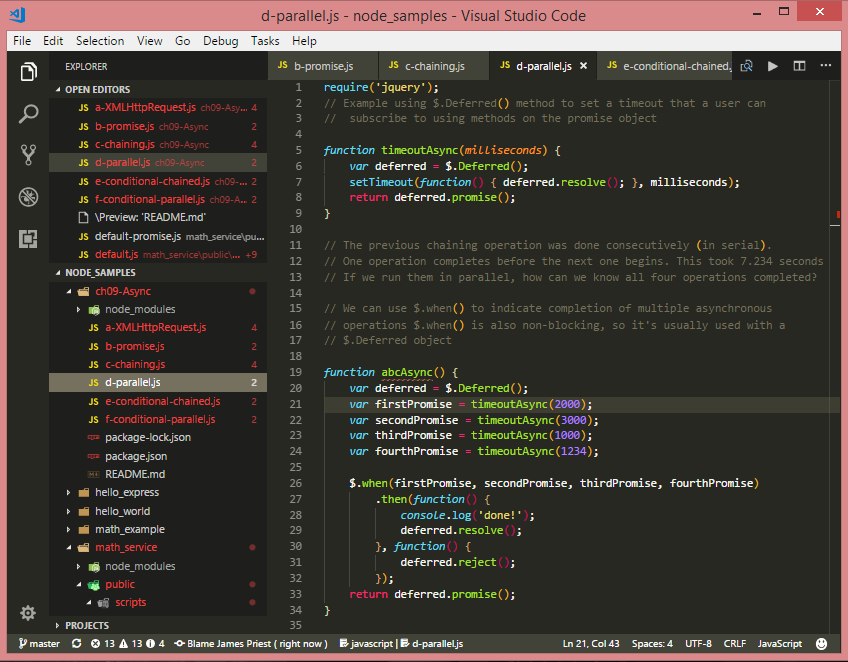 d-parallel.js - node_samples - Visual Studio Code
File Edit Selection View Go Debug Tasks Help
EXPLORER
OPEN EDITORS
JS a-XMLHttpRequest.js ch09-Asy... 4
JS b-promise.js ch09-Async 2
JS c-chaining.js ch09-Async 4
JS d-parallel.js ch09-Async 2
JS e-conditional-chained.js ch09-... 2
JS f-conditional-parallel.js ch09-A... 2
\Preview: 'README.md'
JS default-promise.js math_service\pu...
JS default.js math_service\public\... +9
NODE_SAMPLES
ch09-Async
node_modules
JS a-XMLHttpRequest.js 4
JS b-promise.js 2
JS c-chaining.js 4
JS d-parallel.js 2
JS e-conditional-chained.js 2
JS f-conditional-parallel.js 2
package-lock.json
package.json
README.md
hello_express
hello_world
math_example
math_service
node_modules
public
scripts
PROJECTS
JS b-promise.js JS c-chaining.js JS d-parallel.js × JS e-conditional-chained.
1 require('jquery');
2 // Example using $.Deferred() method to set a timeout that a user can
3 //  subscribe to using methods on the promise object
4
5 function timeoutAsync(milliseconds) {
6     var deferred = $.Deferred();
7     setTimeout(function() { deferred.resolve(); }, milliseconds);
8     return deferred.promise();
9 }
10
11 // The previous chaining operation was done consecutively (in serial).
12 // One operation completes before the next one begins. This took 7.234 seconds
13 // If we run them in parallel, how can we know all four operations completed?
14
15 // We can use $.when() to indicate completion of multiple asynchronous
16 // operations $.when() is also non-blocking, so it's usually used with a
17 // $.Deferred object
18
19 function abcAsync() {
20     var deferred = $.Deferred();
21     var firstPromise = timeoutAsync(2000);
22     var secondPromise = timeoutAsync(3000);
23     var thirdPromise = timeoutAsync(1000);
24     var fourthPromise = timeoutAsync(1234);
25
26     $.when(firstPromise, secondPromise, thirdPromise, fourthPromise)
27         .then(function() {
28             console.log('done!');
29             deferred.resolve();
30         }, function() {
31             deferred.reject();
32         });
33     return deferred.promise();
34 }
35
master 13 13 4 Blame James Priest ( right now ) javascript | d-parallel.js Ln 21, Col 43 Spaces: 4 UTF-8 CRLF JavaScript